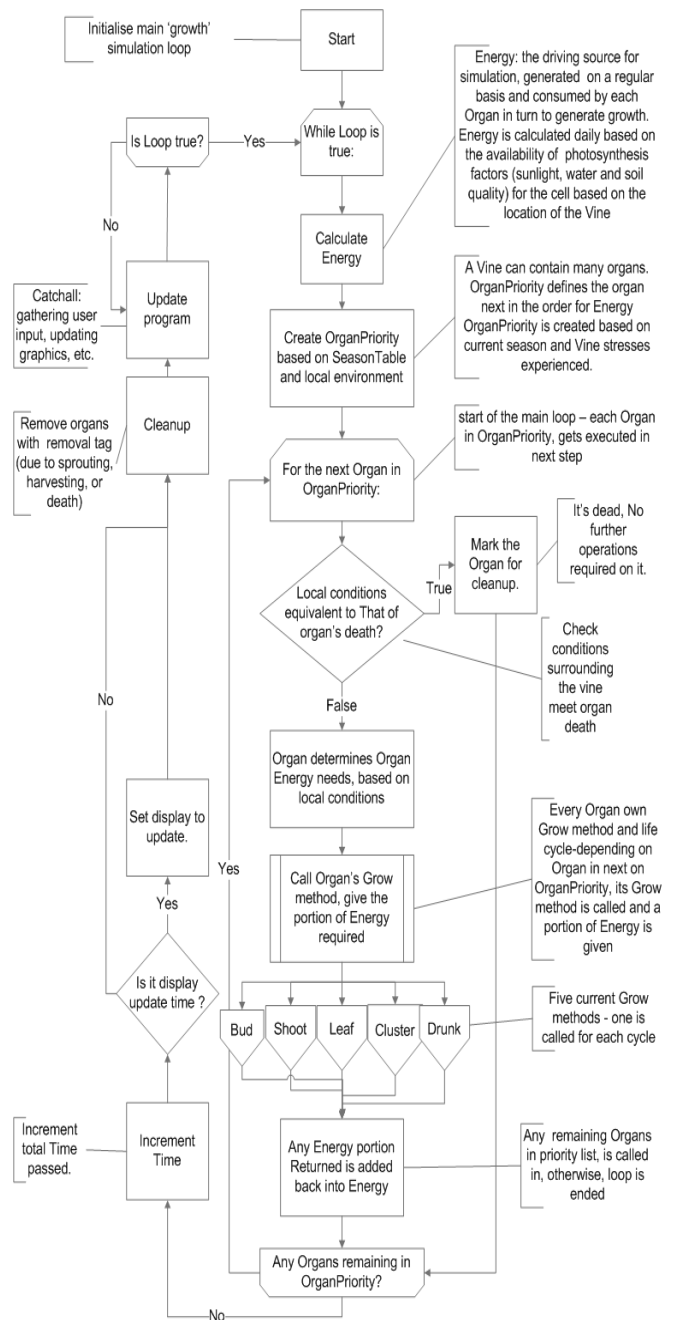 Initialise main ‘growth’
simulation loop
Start
Energy: the driving source for
simulation, generated on a regular
basis and consumed by each
Organ in turn to generate growth.
Energy is calculated daily based on
the availability of photosynthesis
factors (sunlight, water and soil
quality) for the cell based on the
location of the Vine
Is Loop true?
Yes
While Loop is
true:
No
Calculate
Energy
Catchall:
gathering user
input, updating
graphics, etc.
Update
program
Create OrganPriority
based on SeasonTable
and local environment
A Vine can contain many organs.
OrganPriority defines the organ
next in the order for Energy
OrganPriority is created based on
current season and Vine stresses
experienced.
Remove organs
with removal tag
(due to sprouting,
harvesting, or
death)
Cleanup
For the next Organ in
OrganPriority:
start of the main loop – each Organ
in OrganPriority, gets executed in
next step
Local conditions
equivalent to That of
organ’s death?
True
Mark the
Organ for
cleanup.
It’s dead, No
further
operations
required on it.
Check
conditions
surrounding
the vine
meet organ
death
False
No
Organ determines Organ
Energy needs, based on
local conditions
Set display to
update.
Yes
Yes
Call Organ’s Grow
method, give the
portion of Energy
required
Every Organ own
Grow method and life
cycle-depending on
Organ in next on
OrganPriority, its Grow
method is called and a
portion of Energy is
given
Is it display
update time ?
Bud
Shoot
Leaf
Cluster
Drunk
Five current Grow
methods - one is
called for each cycle
Increment
total Time
passed.
Increment
Time
Any Energy portion
Returned is added
back into Energy
Any remaining Organs
in priority list, is called
in, otherwise, loop is
ended
Any Organs remaining in
OrganPriority?
No